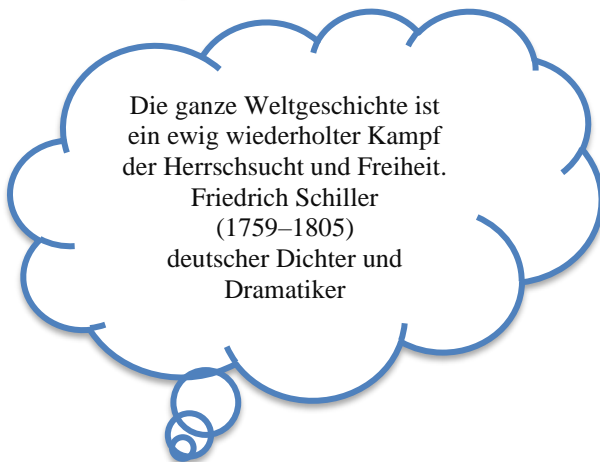 Die ganze Weltgeschichte ist
ein ewig wiederholter Kampf
der Herrschsucht und Freiheit.
Friedrich Schiller
(1759–1805)
deutscher Dichter und
Dramatiker